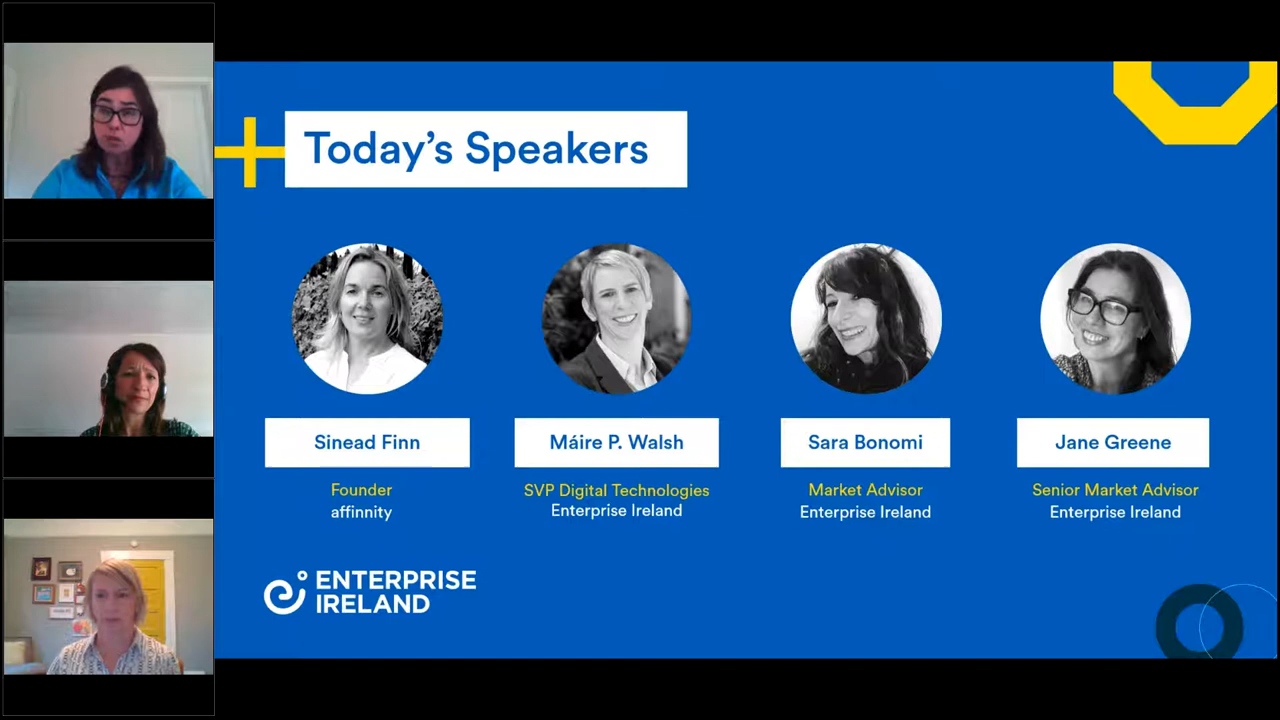 Today's Speakers
Sinead Finn
Founder
affinnity
Máire P. Walsh
SVP Digital Technologies
Enterprise Ireland
Sara Bonomi
Market Advisor
Enterprise Ireland
Jane Greene
Senior Market Advisor
Enterprise Ireland
ENTERPRISE
IRELAND